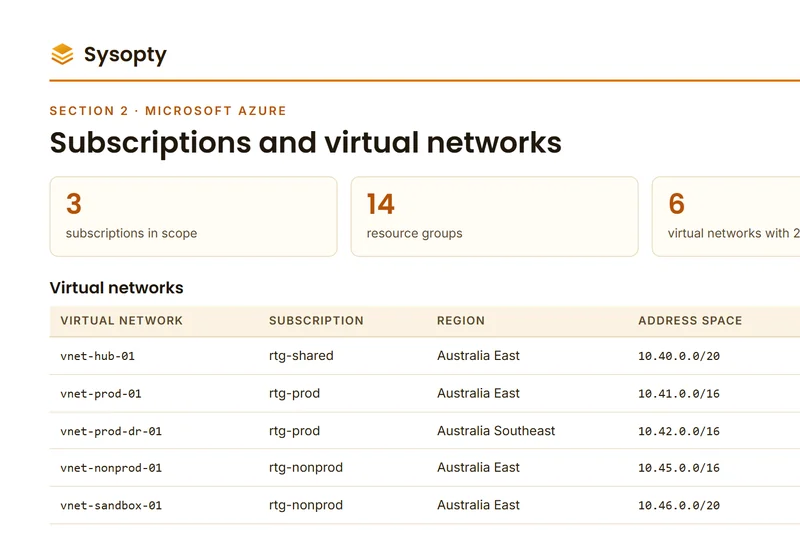 Sysopty
SECTION 2 · MICROSOFT AZURE
Subscriptions and virtual networks
3
subscriptions in scope
14
resource groups
6
virtual networks with 2
Virtual networks
VIRTUAL NETWORK SUBSCRIPTION REGION ADDRESS SPACE
vnet-hub-01 rtg-shared Australia East 10.40.0.0/20
vnet-prod-01 rtg-prod Australia East 10.41.0.0/16
vnet-prod-dr-01 rtg-prod Australia Southeast 10.42.0.0/16
vnet-nonprod-01 rtg-nonprod Australia East 10.45.0.0/16
vnet-sandbox-01 rtg-nonprod Australia East 10.46.0.0/20